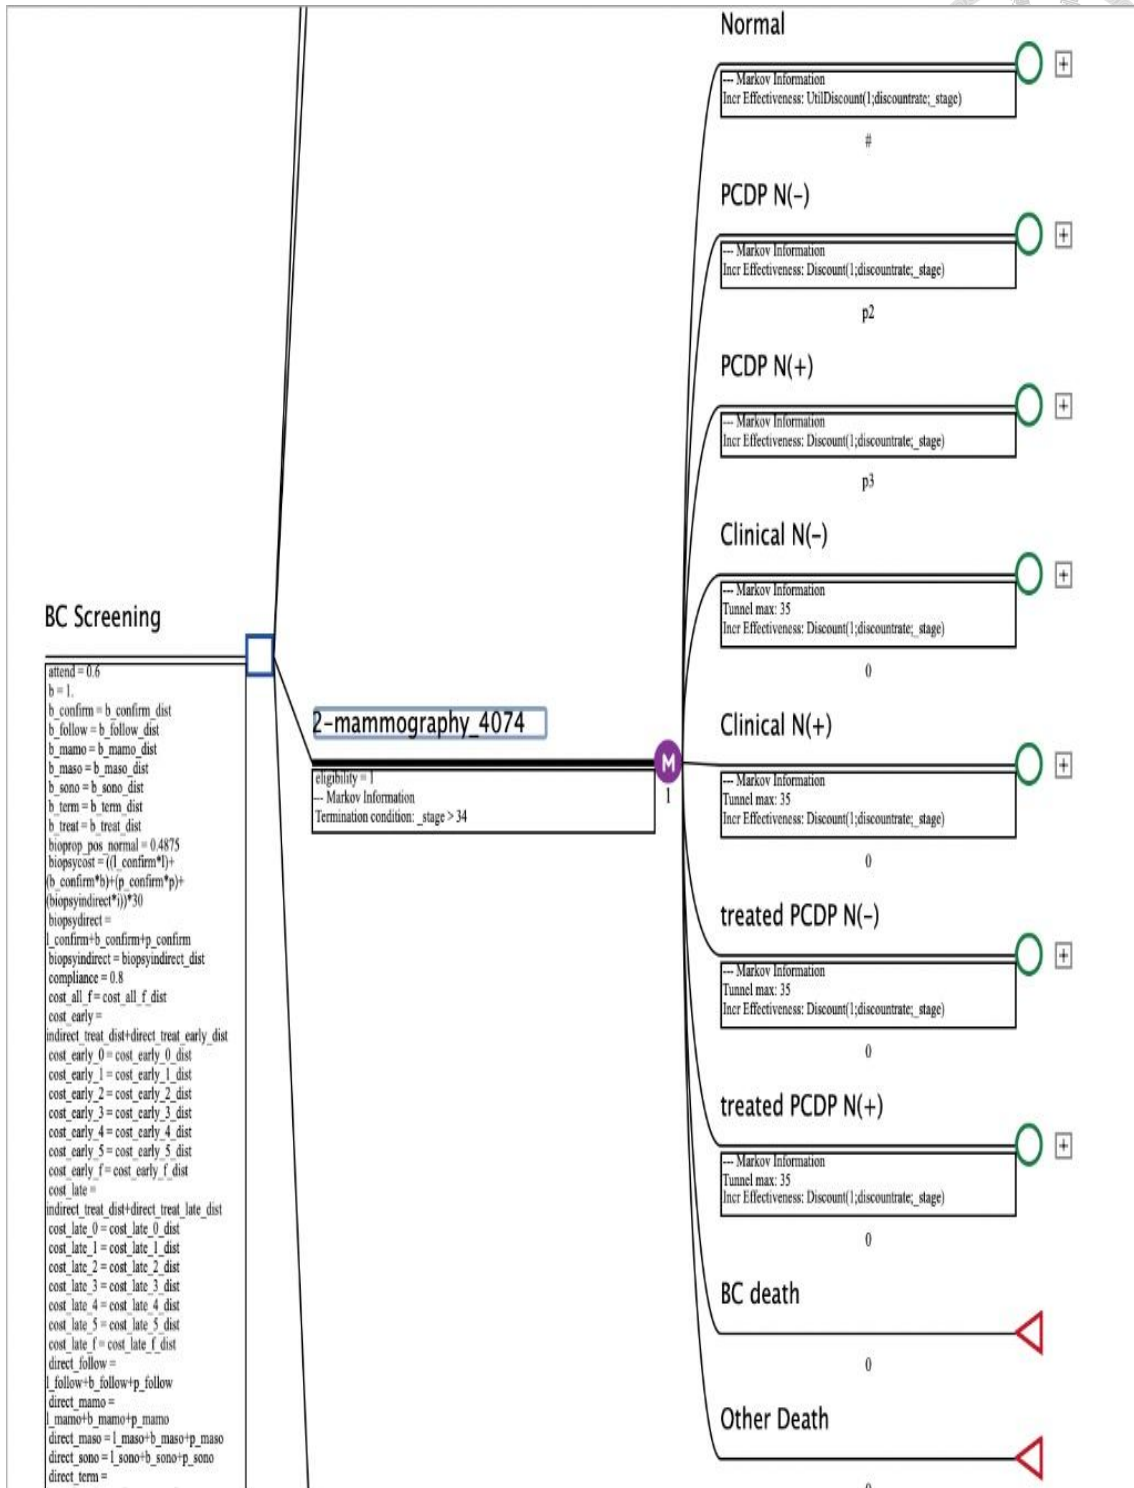 BC Screening
attend = 0.6
b = 1.
b_confirm = b_confirm_dist
b_follow = b_follow_dist
b_mamo = b_mamo_dist
b_maso = b_maso_dist
b_sono = b_sono_dist
b_term = b_term_dist
b_treat = b_treat_dist
bioprop_pos_normal = 0.4875
biopsycost = ((l_confirm*l)+
(b_confirm*b)+(p_confirm*p)+
(biopsyindirect*i))*30
biopsydirect =
l_confirm+b_confirm+p_confirm
biopsyindirect = biopsyindirect_dist
compliance = 0.8
cost_all_f = cost_all_f_dist
cost_early =
indirect_treat_dist+direct_treat_early_dist
cost_early_0 = cost_early_0_dist
cost_early_1 = cost_early_1_dist
cost_early_2 = cost_early_2_dist
cost_early_3 = cost_early_3_dist
cost_early_4 = cost_early_4_dist
cost_early_5 = cost_early_5_dist
cost_early_f = cost_early_f_dist
cost_late =
indirect_treat_dist+direct_treat_late_dist
cost_late_0 = cost_late_0_dist
cost_late_1 = cost_late_1_dist
cost_late_2 = cost_late_2_dist
cost_late_3 = cost_late_3_dist
cost_late_4 = cost_late_4_dist
cost_late_5 = cost_late_5_dist
cost_late_f = cost_late_f_dist
direct_follow =
l_follow+b_follow+p_follow
direct_mamo =
l_mamo+b_mamo+p_mamo
direct_maso = l_maso+b_maso+p_maso
direct_sono = l_sono+b_sono+p_sono
direct_term =
2-mammography_4074
eligibility = 1
--- Markov Information
Termination condition: _stage > 34
M
1
Normal
--- Markov Information
Incr Effectiveness: UtilDiscount(1;discountrate;_stage)
#
PCDP N(-)
--- Markov Information
Incr Effectiveness: Discount(1;discountrate;_stage)
p2
PCDP N(+)
--- Markov Information
Incr Effectiveness: Discount(1;discountrate;_stage)
p3
Clinical N(-)
--- Markov Information
Tunnel max: 35
Incr Effectiveness: Discount(1;discountrate;_stage)
0
Clinical N(+)
--- Markov Information
Tunnel max: 35
Incr Effectiveness: Discount(1;discountrate;_stage)
0
treated PCDP N(-)
--- Markov Information
Tunnel max: 35
Incr Effectiveness: Discount(1;discountrate;_stage)
0
treated PCDP N(+)
--- Markov Information
Tunnel max: 35
Incr Effectiveness: Discount(1;discountrate;_stage)
0
BC death
0
Other Death